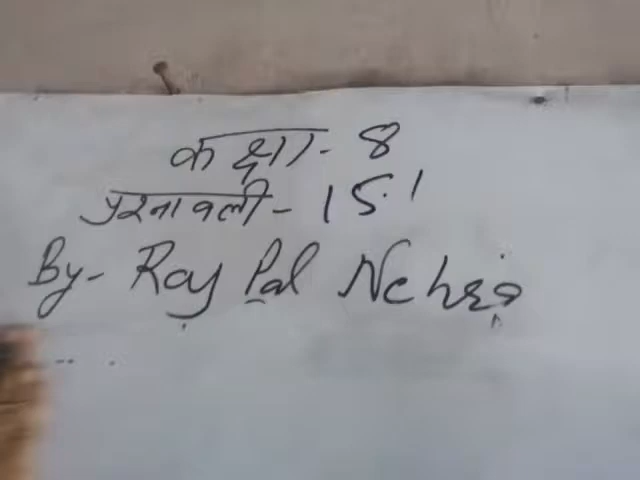 कक्षा- 8
प्रश्नावली - 15.1
By- Raj Pal Nehra